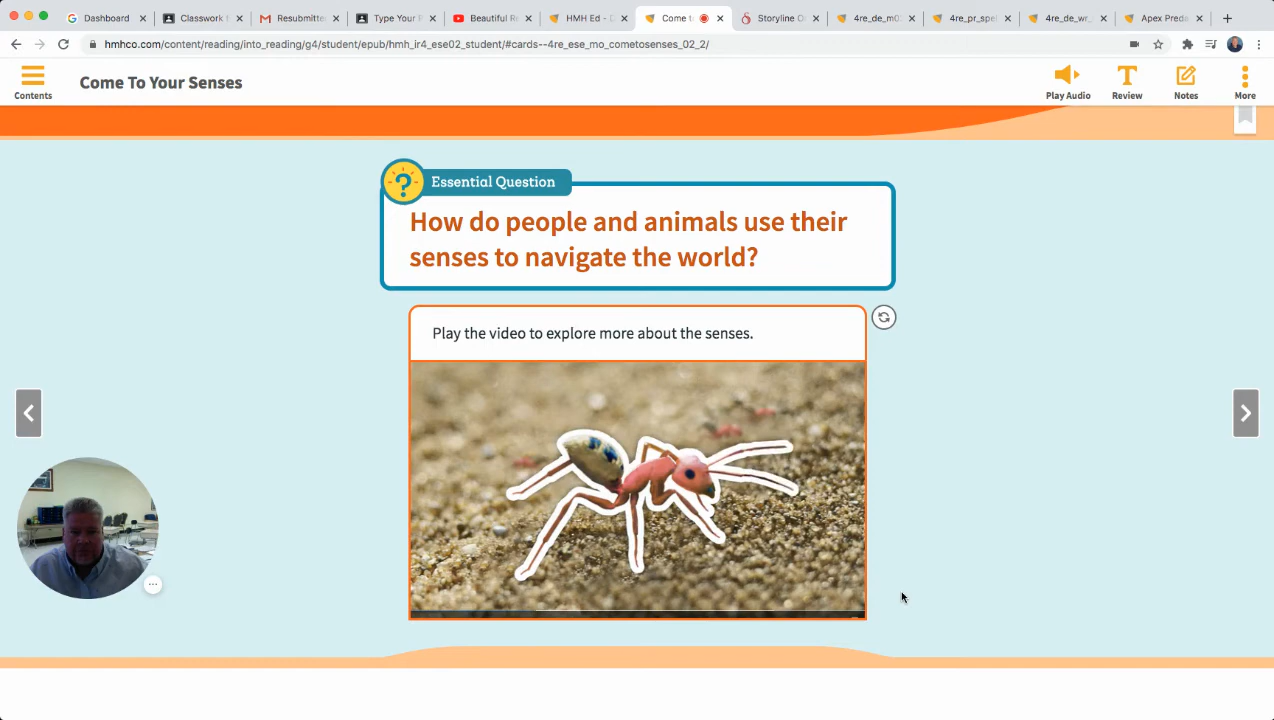 Dashboard
Classwork f
Resubmitte
Type Your R
Beautiful Re
HMH Ed - D
Come t
Storyline O
4re_de_m0
4re_pr_spe
4re_de_wr_
Apex Preda
hmhco.com/content/reading/into_reading/g4/student/epub/hmh_ir4_ese02_student/#cards--4re_ese_mo_cometosenses_02_2/
Contents
Come To Your Senses
Play Audio
Review
Notes
More
Essential Question
How do people and animals use their
senses to navigate the world?
Play the video to explore more about the senses.